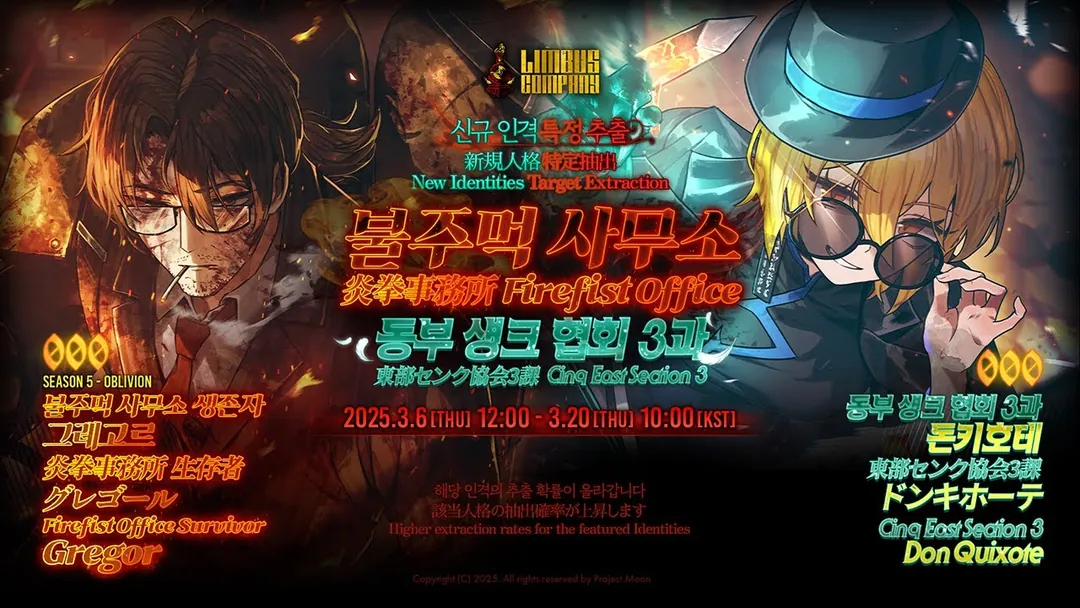 LIMBUS
COMPANY
신규 인격 특정 추출
新規人格 特定抽出
New Identities Target Extraction
불주먹 사무소
炎拳事務所 Firefist Office
동부 섕크 협회 3과
東部センク協会3課 Cinq East Section 3
2025.3.6[THU] 12:00 - 3.20[THU] 10:00[KST]
000
SEASON 5 - OBLIVION
불주먹 사무소 생존자
그레고르
炎拳事務所 生存者
グレゴール
Firefist Office Survivor
Gregor
000
동부 섕크 협회 3과
돈키호테
東部センク協会3課
ドンキホーテ
Cinq East Section 3
Don Quixote
해당 인격의 추출 확률이 올라갑니다
該当人格の抽出確率が上昇します
Higher extraction rates for the featured Identities
Copyright (C) 2025. All rights reserved by Project Moon